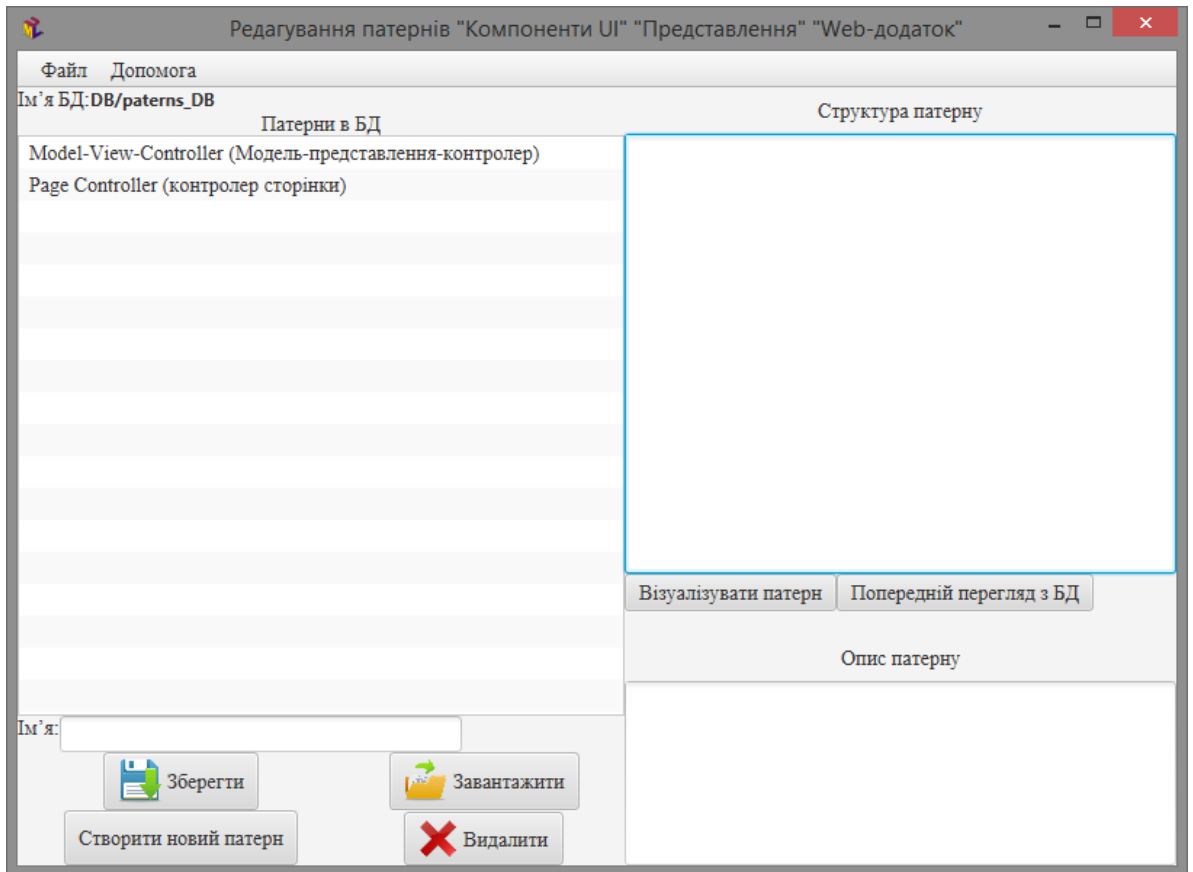 Редагування патернів "Компоненти UI" "Представлення" "Web-додаток"
Файл Допомога
Ім’я БД:DB/paterns_DB
Патерни в БД
Model-View-Controller (Модель-представлення-контролер)
Page Controller (контролер сторінки)
Ім’я:
Зберегти Завантажити
Створити новий патерн Видалити
Структура патерну
Візуалізувати патерн Попередній перегляд з БД
Опис патерну